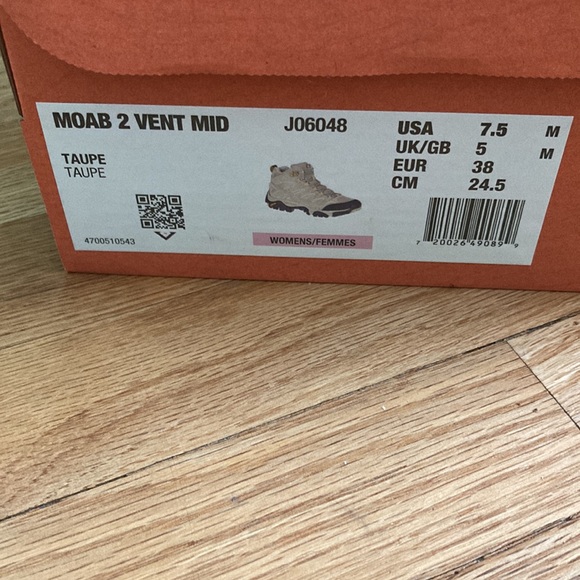 MOAB 2 VENT MID
J06048
TAUPE
TAUPE
4700510543
WOMENS/FEMMES
USA 7.5 M
UK/GB 5 M
EUR 38
CM 24.5
7 20026 49089 9